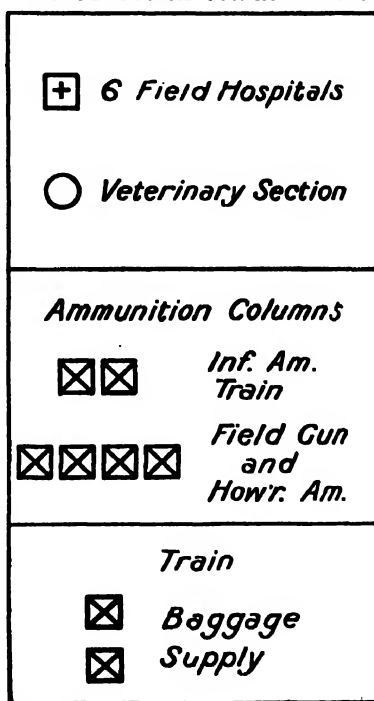 6 Field Hospitals
Veterinary Section
Ammunition Columns
Inf. Am.
Train
Field Gun
and
How'r. Am.
Train
Baggage
Supply